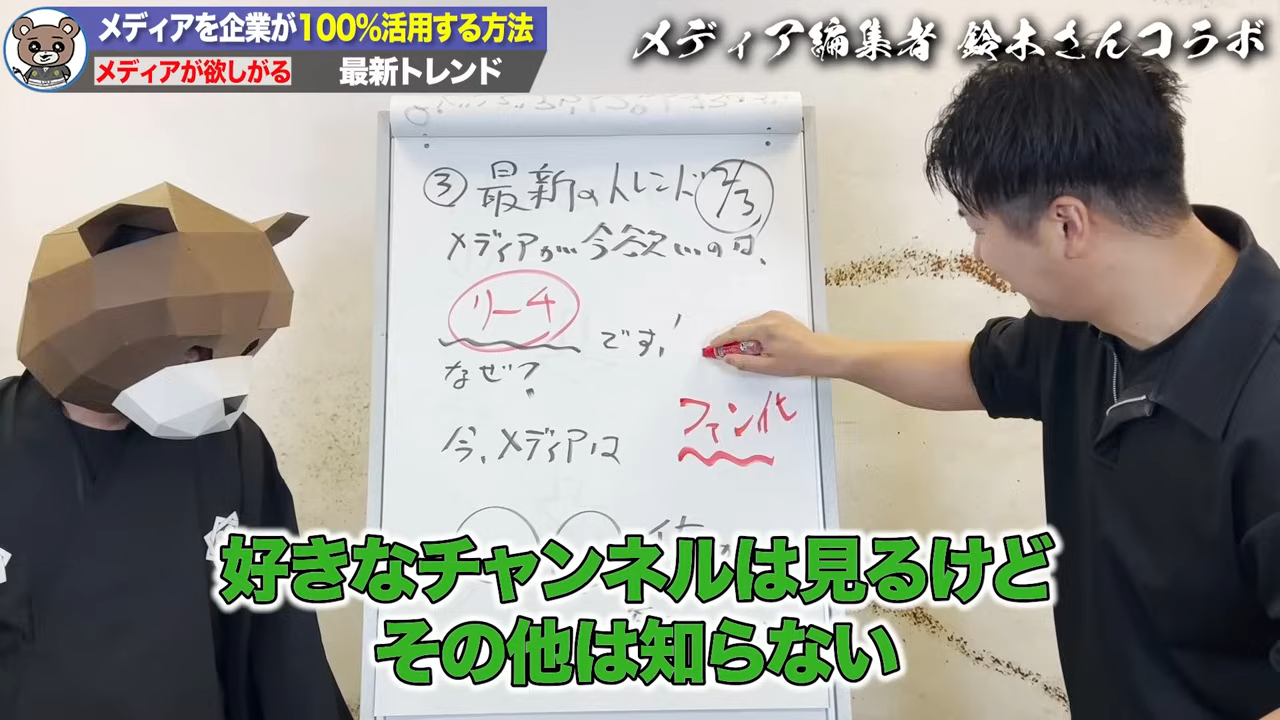 メディアを企業が100%活用する方法
メディアが欲しがる 最新トレンド
メディア編集者 鈴木さんコラボ
③ 最新のトレンド 2/3
メディアが今欲しいのは、
リーチ です!
なぜ?
ファン化
今、メディアは
化
好きなチャンネルは見るけど
その他は知らない